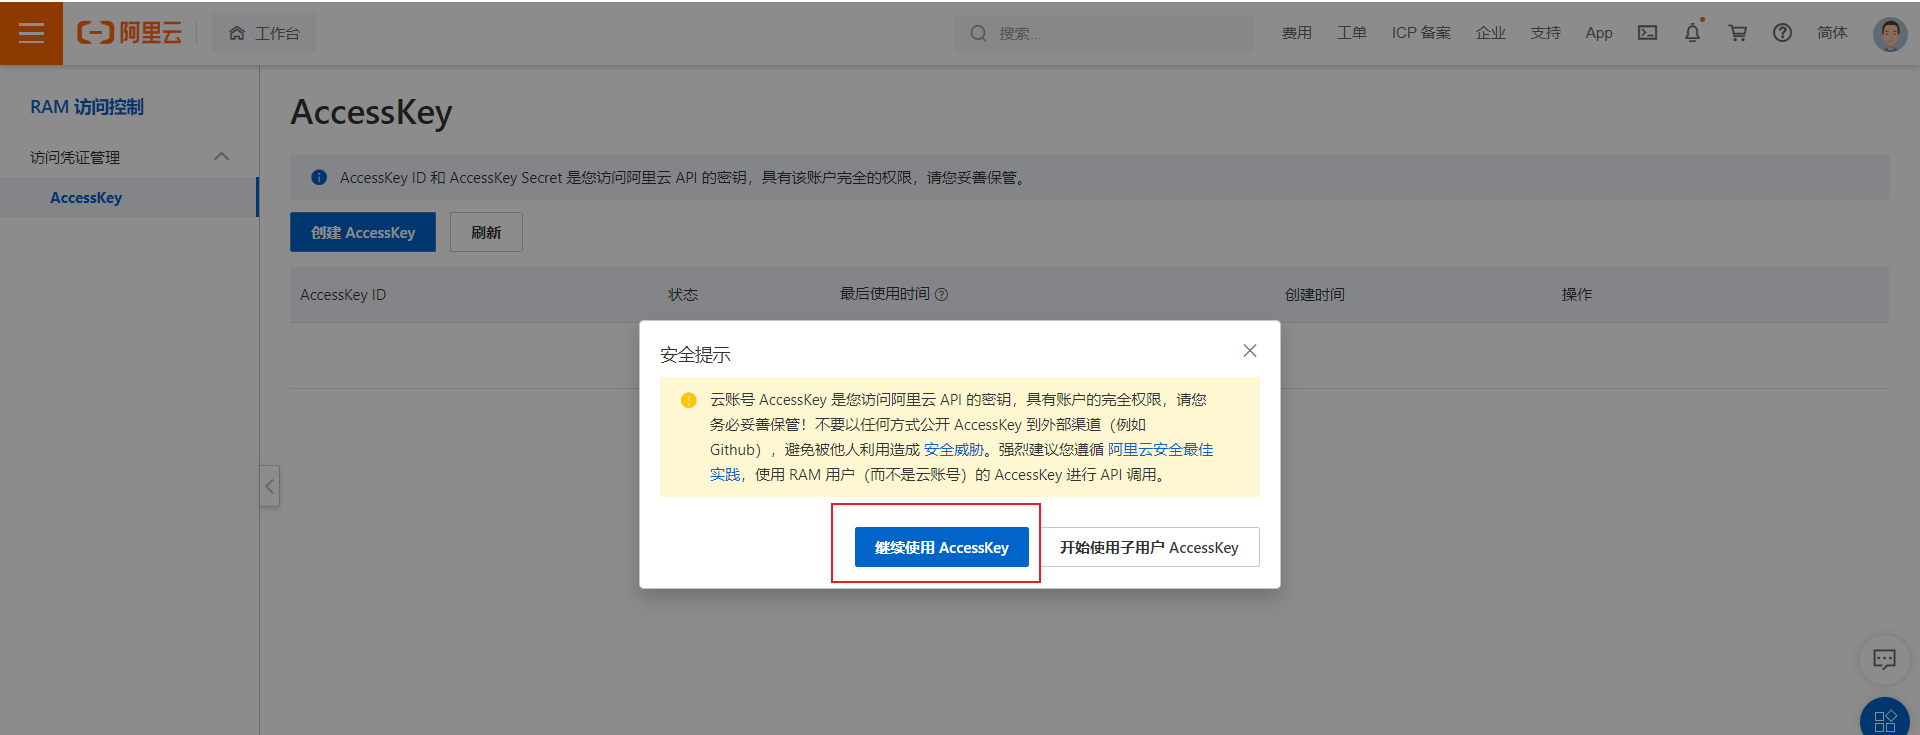 阿里云
工作台
搜索...
费用
工单
ICP 备案
企业
支持
App
简体
RAM 访问控制
访问凭证管理
AccessKey
AccessKey
AccessKey ID 和 AccessKey Secret 是您访问阿里云 API 的密钥，具有该账户完全的权限，请您妥善保管。
创建 AccessKey
刷新
AccessKey ID
状态
最后使用时间
创建时间
操作
安全提示
云账号 AccessKey 是您访问阿里云 API 的密钥，具有账户的完全权限，请您
务必妥善保管！不要以任何方式公开 AccessKey 到外部渠道（例如
Github），避免被他人利用造成 安全威胁。强烈建议您遵循 阿里云安全最佳
实践，使用 RAM 用户（而不是云账号）的 AccessKey 进行 API 调用。
继续使用 AccessKey
开始使用子用户 AccessKey